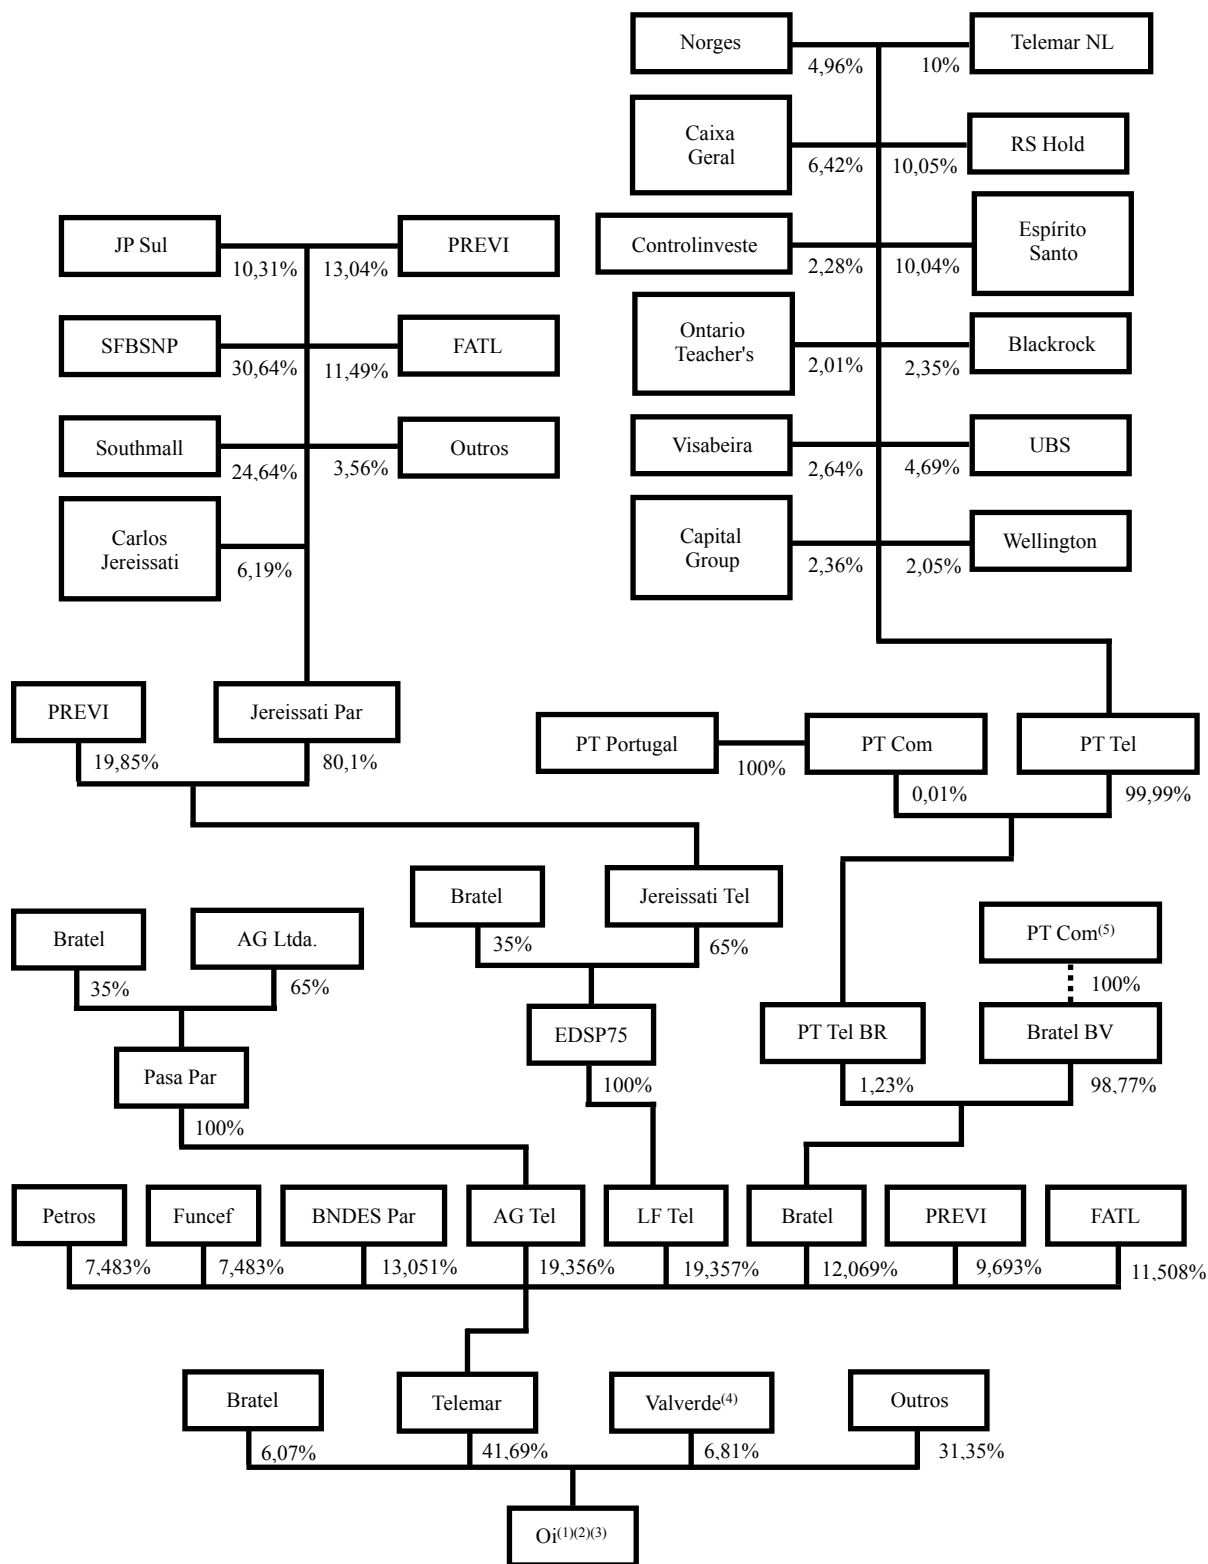 Norges
Telemar NL
4,96%
10%
Caixa
Geral
RS Hold
6,42%
10,05%
JP Sul
PREVI
Controlinveste
Espírito
Santo
10,31%
13,04%
2,28%
10,04%
SFBSNP
FATL
Ontario
Teacher's
Blackrock
30,64%
11,49%
2,01%
2,35%
Southmall
Outros
Visabeira
UBS
24,64%
3,56%
2,64%
4,69%
Carlos
Jereissati
Capital
Group
Wellington
6,19%
2,36%
2,05%
PREVI
Jereissati Par
PT Portugal
PT Com
PT Tel
19,85%
80,1%
100%
0,01%
99,99%
Bratel
Jereissati Tel
Bratel
AG Ltda.
35%
65%
PT Com(5)
35%
65%
100%
EDSP75
PT Tel BR
Bratel BV
Pasa Par
100%
1,23%
98,77%
100%
Petros
Funcef
BNDES Par
AG Tel
LF Tel
Bratel
PREVI
FATL
7,483%
7,483%
13,051%
19,356%
19,357%
12,069%
9,693%
11,508%
Bratel
Telemar
Valverde(4)
Outros
6,07%
41,69%
6,81%
31,35%
Oi(1)(2)(3)